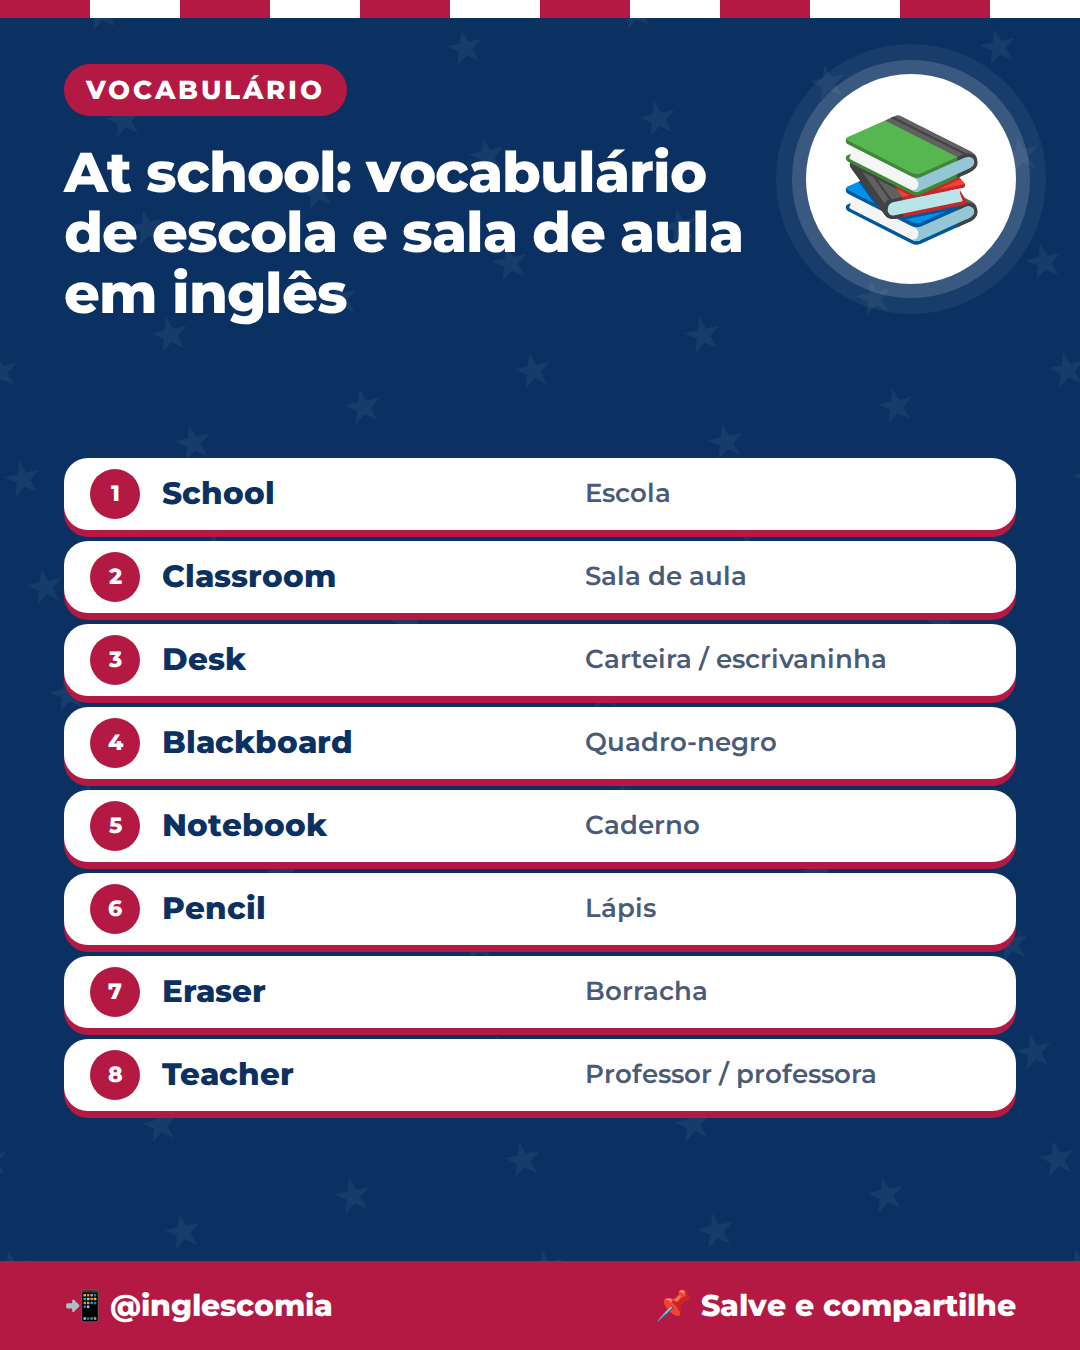 VOCABULÁRIO
At school: vocabulário
de escola e sala de aula
em inglês
1 School Escola
2 Classroom Sala de aula
3 Desk Carteira / escrivaninha
4 Blackboard Quadro-negro
5 Notebook Caderno
6 Pencil Lápis
7 Eraser Borracha
8 Teacher Professor / professora
📲 @inglescomia 📌 Salve e compartilhe